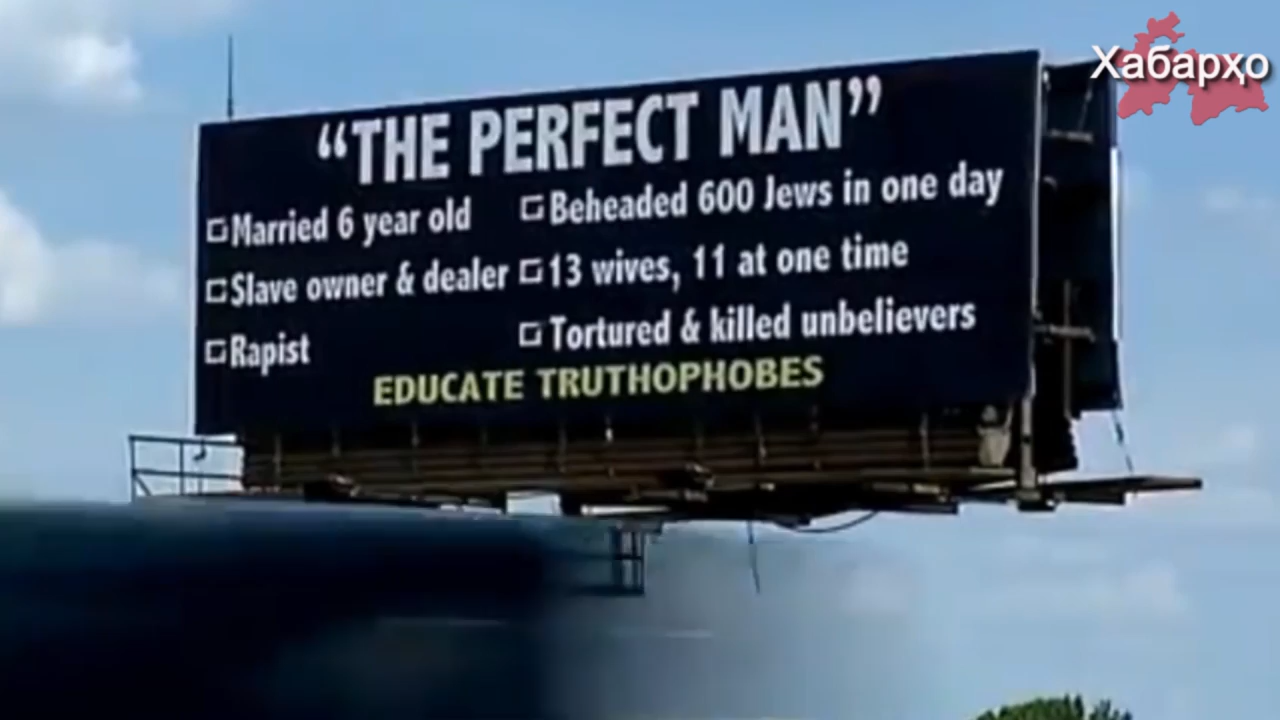 Хабарҳо
“THE PERFECT MAN”
Married 6 year old
Slave owner & dealer
Rapist
Beheaded 600 Jews in one day
13 wives, 11 at one time
Tortured & killed unbelievers
EDUCATE TRUTHOPHOBES